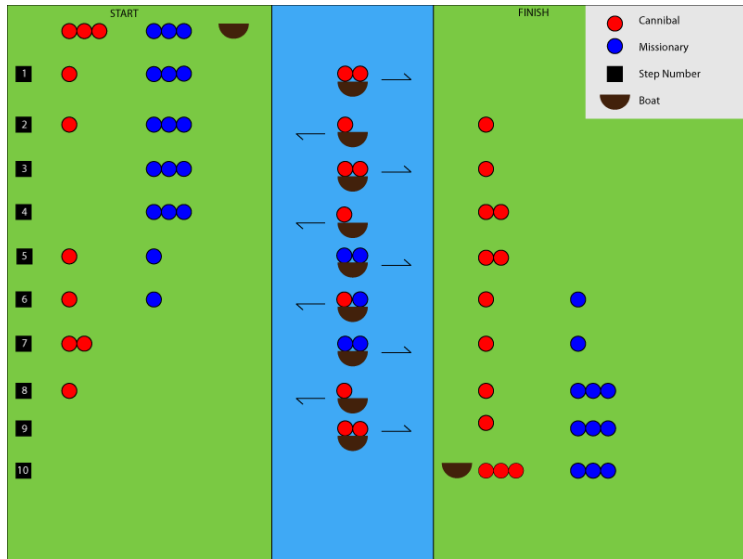 START
FINISH
Cannibal
Missionary
Step Number
Boat
1
2
3
4
5
6
7
8
9
10